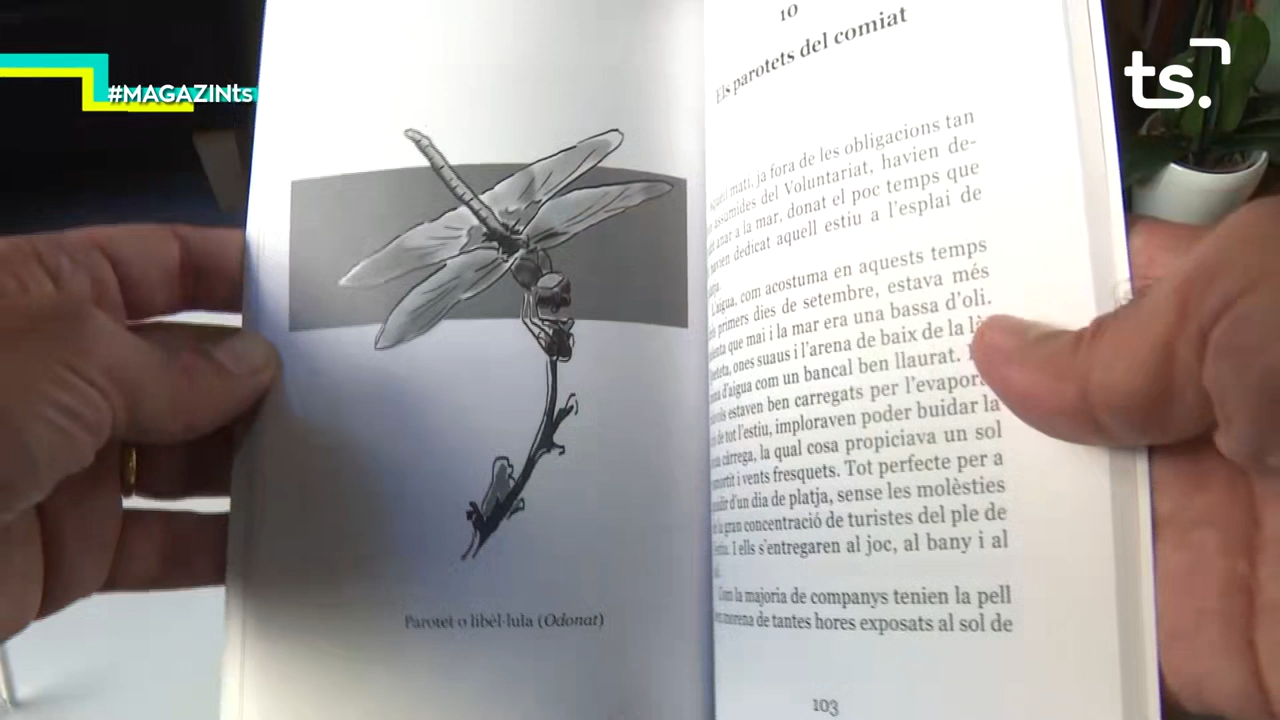 #MAGAZINts
ts.
Parotet o libèl·lula (Odonat)
10
Els parotets del comiat
matí, ja fora de les obligacions tan
assumides del Voluntariat, havien de-
anar a la mar, donat el poc temps que
havien dedicat aquell estiu a l'esplai de
L'aigua, com acostuma en aquests temps
primers dies de setembre, estava més
que mai i la mar era una bassa d'oli.
ones suaus i l'arena de baix de la
d'aigua com un bancal ben llaurat.
estaven ben carregats per l'evapora
de tot l'estiu, imploraven poder buidar la
càrrega, la qual cosa propiciava un sol
i vents fresquets. Tot perfecte per a
d'un dia de platja, sense les molèsties
la gran concentració de turistes del ple de
I ells s'entregaren al joc, al bany i al
Com la majoria de companys tenien la pell
morena de tantes hores exposats al sol de
103